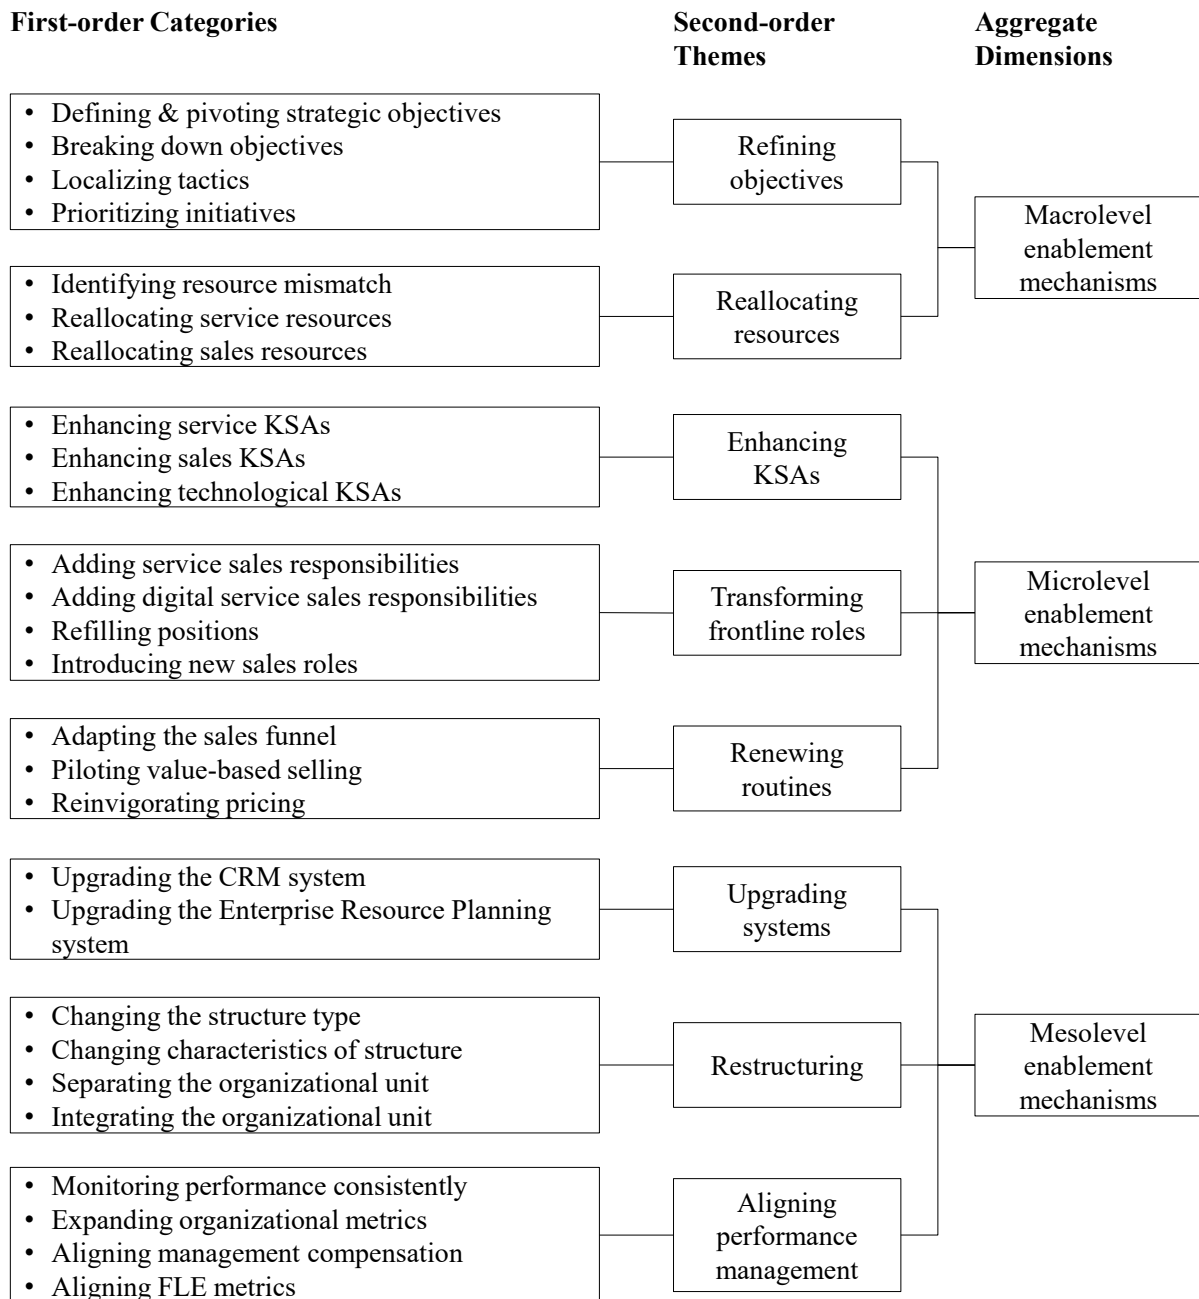 First-order Categories
Second-order
Themes
Aggregate
Dimensions
• Defining & pivoting strategic objectives
• Breaking down objectives
• Localizing tactics
• Prioritizing initiatives
Refining
objectives
Macrolevel
enablement
mechanisms
• Identifying resource mismatch
• Reallocating service resources
• Reallocating sales resources
Reallocating
resources
• Enhancing service KSAs
• Enhancing sales KSAs
• Enhancing technological KSAs
Enhancing
KSAs
• Adding service sales responsibilities
• Adding digital service sales responsibilities
• Refilling positions
• Introducing new sales roles
Transforming
frontline roles
Microlevel
enablement
mechanisms
• Adapting the sales funnel
• Piloting value-based selling
• Reinvigorating pricing
Renewing
routines
• Upgrading the CRM system
• Upgrading the Enterprise Resource Planning
system
Upgrading
systems
• Changing the structure type
• Changing characteristics of structure
• Separating the organizational unit
• Integrating the organizational unit
Restructuring
Mesolevel
enablement
mechanisms
• Monitoring performance consistently
• Expanding organizational metrics
• Aligning management compensation
• Aligning FLE metrics
Aligning
performance
management